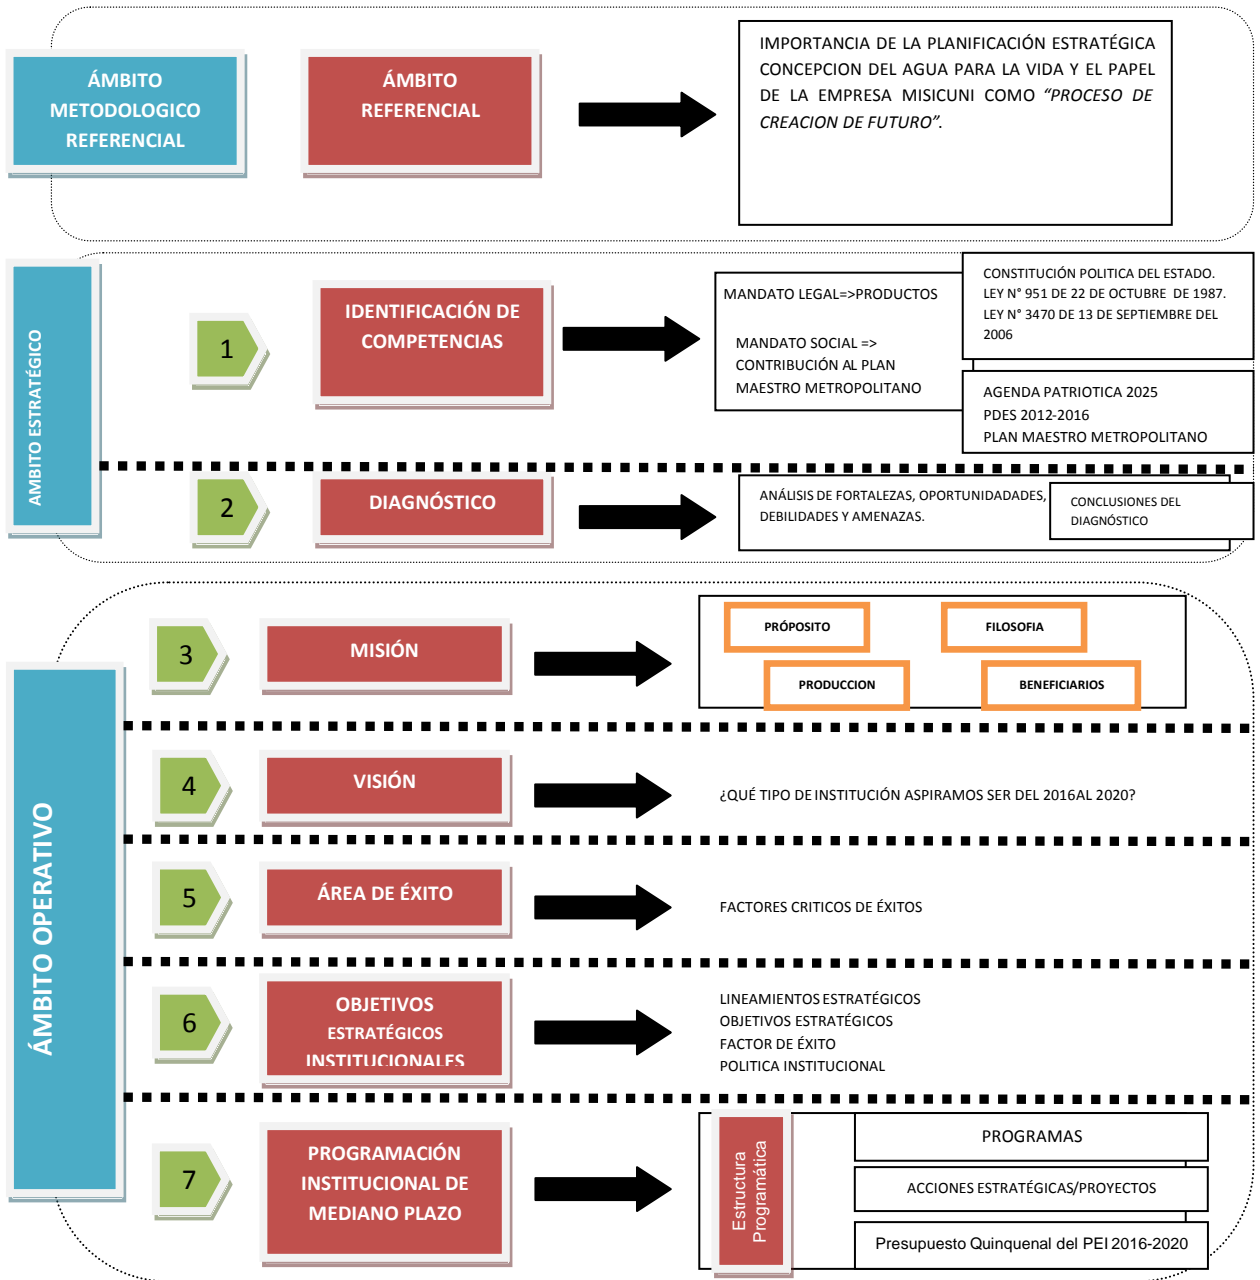 ÁMBITO
METODOLOGICO
REFERENCIAL
ÁMBITO
REFERENCIAL
IMPORTANCIA DE LA PLANIFICACIÓN ESTRATÉGICA
CONCEPCION DEL AGUA PARA LA VIDA Y EL PAPEL
DE LA EMPRESA MISICUNI COMO “PROCESO DE
CREACION DE FUTURO”.
AMBITO ESTRATÉGICO
1
IDENTIFICACIÓN DE
COMPETENCIAS
MANDATO LEGAL=>PRODUCTOS
MANDATO SOCIAL =>
CONTRIBUCIÓN AL PLAN
MAESTRO METROPOLITANO
CONSTITUCIÓN POLITICA DEL ESTADO.
LEY N° 951 DE 22 DE OCTUBRE DE 1987.
LEY N° 3470 DE 13 DE SEPTIEMBRE DEL
2006
AGENDA PATRIOTICA 2025
PDES 2012-2016
PLAN MAESTRO METROPOLITANO
2
DIAGNÓSTICO
ANÁLISIS DE FORTALEZAS, OPORTUNIDADADES,
DEBILIDADES Y AMENAZAS.
CONCLUSIONES DEL
DIAGNÓSTICO
ÁMBITO OPERATIVO
3
MISIÓN
PRÓPOSITO
FILOSOFIA
PRODUCCION
BENEFICIARIOS
4
VISIÓN
¿QUÉ TIPO DE INSTITUCIÓN ASPIRAMOS SER DEL 2016AL 2020?
5
ÁREA DE ÉXITO
FACTORES CRITICOS DE ÉXITOS
6
OBJETIVOS
ESTRATÉGICOS
INSTITUCIONALES
LINEAMIENTOS ESTRATÉGICOS
OBJETIVOS ESTRATÉGICOS
FACTOR DE ÉXITO
POLITICA INSTITUCIONAL
7
PROGRAMACIÓN
INSTITUCIONAL DE
MEDIANO PLAZO
Estructura
Programática
PROGRAMAS
ACCIONES ESTRATÉGICAS/PROYECTOS
Presupuesto Quinquenal del PEI 2016-2020